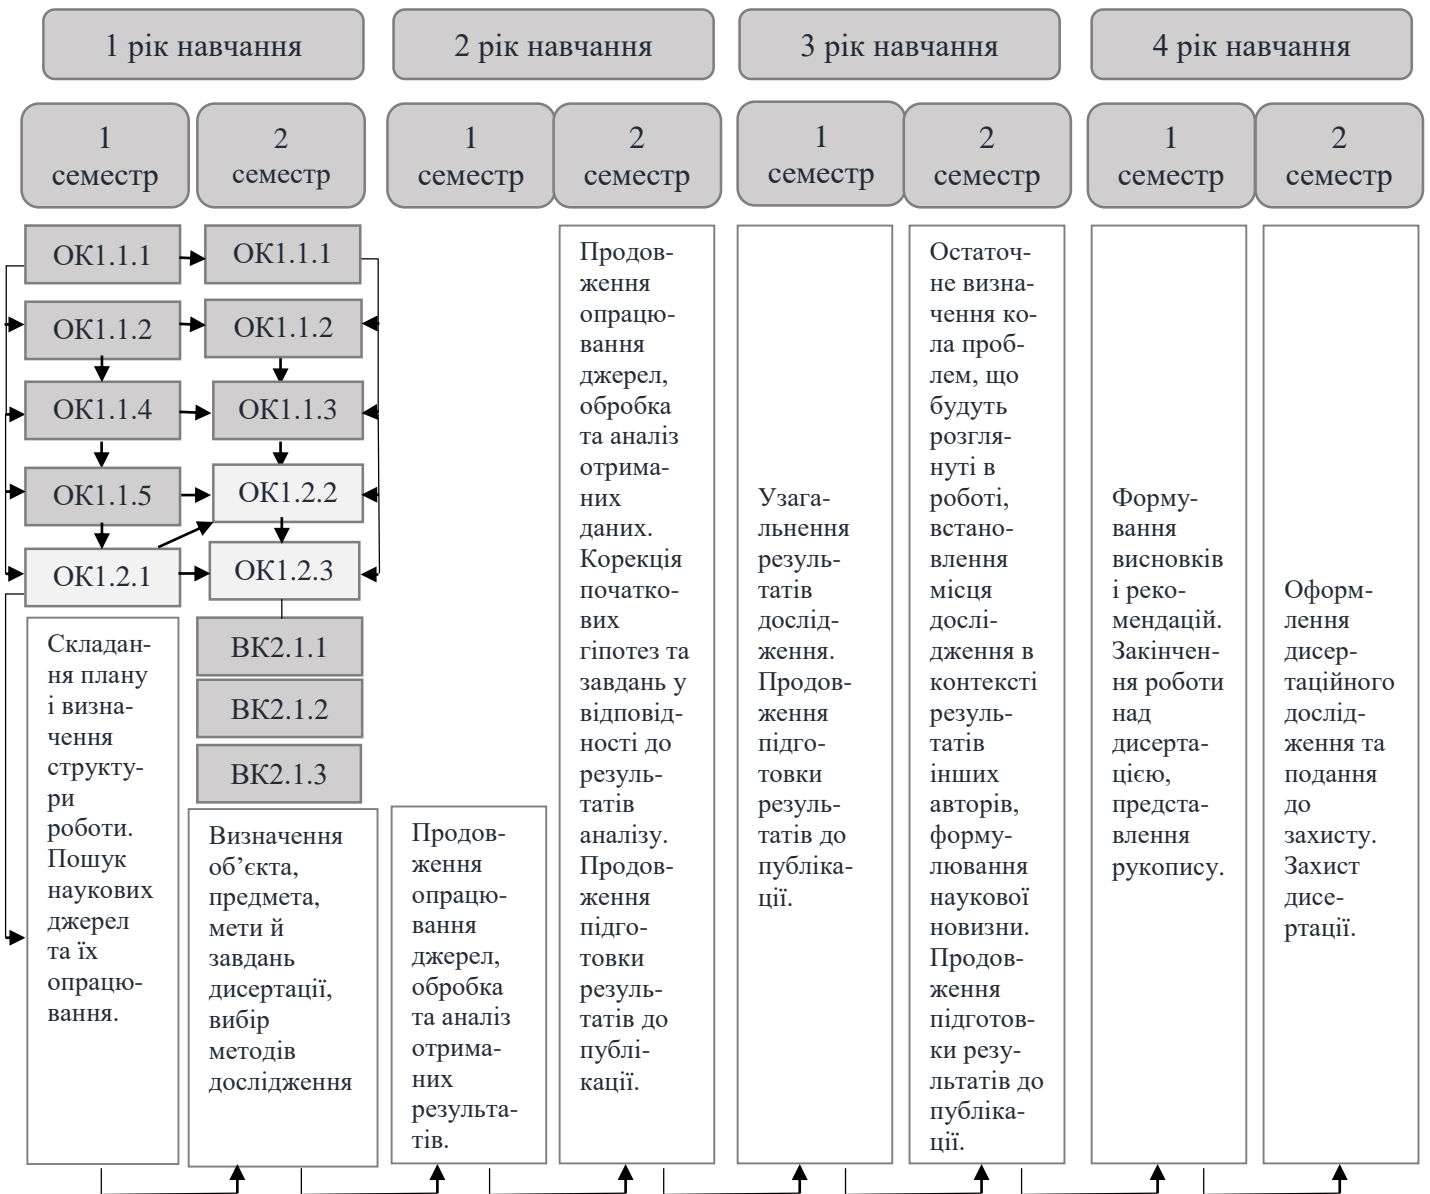 1 рік навчання
2 рік навчання
3 рік навчання
4 рік навчання
1
семестр
2
семестр
1
семестр
2
семестр
1
семестр
2
семестр
1
семестр
2
семестр
ОК1.1.1
ОК1.1.2
ОК1.1.4
ОК1.1.5
ОК1.2.1
Складан-
ня плану
і визна-
чення
структу-
ри
роботи.
Пошук
наукових
джерел
та їх
опрацю-
вання.
ОК1.1.1
ОК1.1.2
ОК1.1.3
ОК1.2.2
ОК1.2.3
ВК2.1.1
ВК2.1.2
ВК2.1.3
Визначення
об’єкта,
предмета,
мети й
завдань
дисертації,
вибір
методів
дослідження
Продов-
ження
опрацю-
вання
джерел,
обробка
та аналіз
отрима-
них
результа-
тів.
Продов-
ження
опрацю-
вання
джерел,
обробка
та аналіз
отрима-
них
даних.
Корекція
початко-
вих
гіпотез та
завдань у
відповід-
ності до
резуль-
татів
аналізу.
Продов-
ження
підго-
товки
резуль-
татів до
публі-
кації.
Узага-
льнення
резуль-
татів
дослід-
ження.
Продов-
ження
підго-
товки
резуль-
татів до
публіка-
ції.
Остаточ-
не визна-
чення ко-
ла проб-
лем, що
будуть
розгля-
нуті в
роботі,
встано-
влення
місця
дослі-
дження в
контексті
резуль-
татів
інших
авторів,
форму-
лювання
наукової
новизни.
Продов-
ження
підготов-
ки резу-
льтатів до
публіка-
ції.
Форму-
вання
висновків
і реко-
мендацій.
Закінчен-
ня роботи
над
дисерта-
цією,
предста-
влення
рукопису.
Оформ-
лення
дисер-
таційного
дослід-
ження та
подання
до
захисту.
Захист
дисе-
ртації.